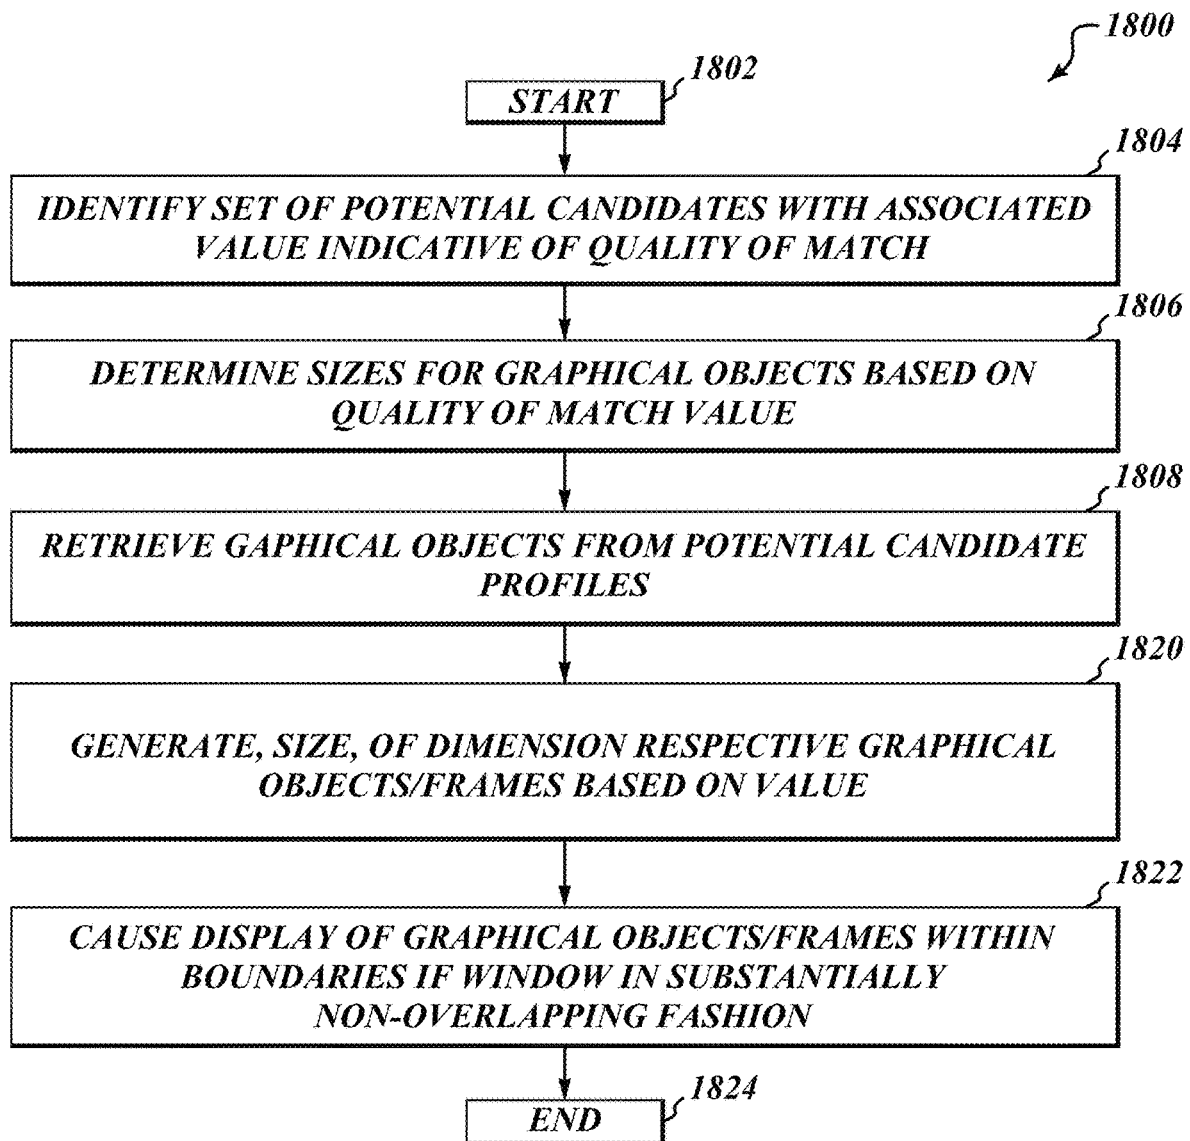 1800
1802
START
1804
IDENTIFY SET OF POTENTIAL CANDIDATES WITH ASSOCIATED
VALUE INDICATIVE OF QUALITY OF MATCH
1806
DETERMINE SIZES FOR GRAPHICAL OBJECTS BASED ON
QUALITY OF MATCH VALUE
1808
RETRIEVE GAPHICAL OBJECTS FROM POTENTIAL CANDIDATE
PROFILES
1820
GENERATE, SIZE, OF DIMENSION RESPECTIVE GRAPHICAL
OBJECTS/FRAMES BASED ON VALUE
1822
CAUSE DISPLAY OF GRAPHICAL OBJECTS/FRAMES WITHIN
BOUNDARIES IF WINDOW IN SUBSTANTIALLY
NON-OVERLAPPING FASHION
1824
END